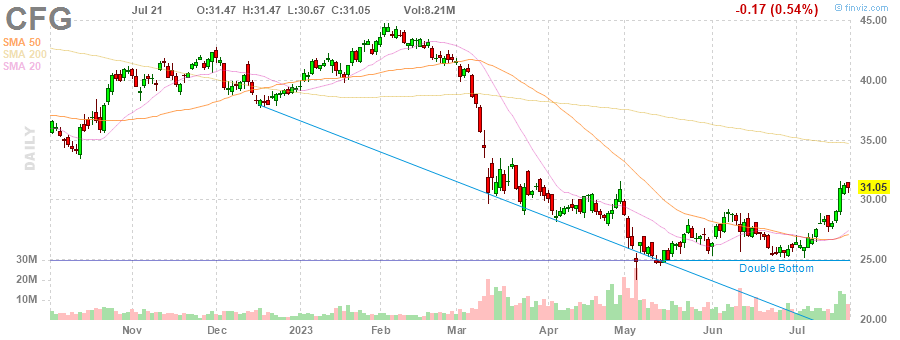 CFG Jul 21 O:31.47 H:31.47 L:30.67 C:31.05 Vol:8.21M -0.17 (0.54%) © finviz.com
SMA 50
SMA 200
SMA 20
DAILY
45.00
40.00
35.00
31.05
30.00
25.00
20.00
30M
20M
10M
Double Bottom
Nov Dec 2023 Feb Mar Apr May Jun Jul